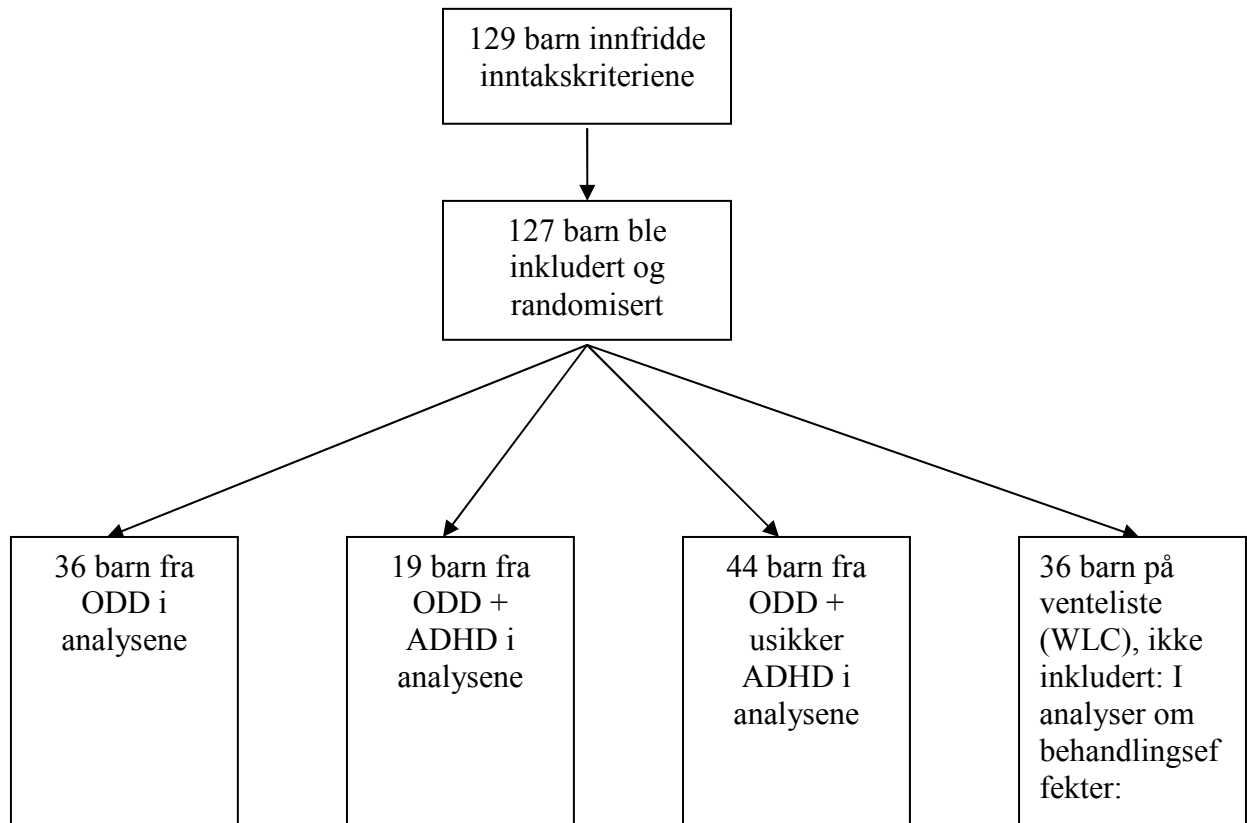 129 barn innfridde
inntakskriteriene
127 barn ble
inkludert og
randomisert
36 barn fra
ODD i
analysene
19 barn fra
ODD +
ADHD i
analysene
44 barn fra
ODD +
usikker
ADHD i
analysene
36 barn på
venteliste
(WLC), ikke
inkludert: I
analyser om
behandlingsef
fekter: